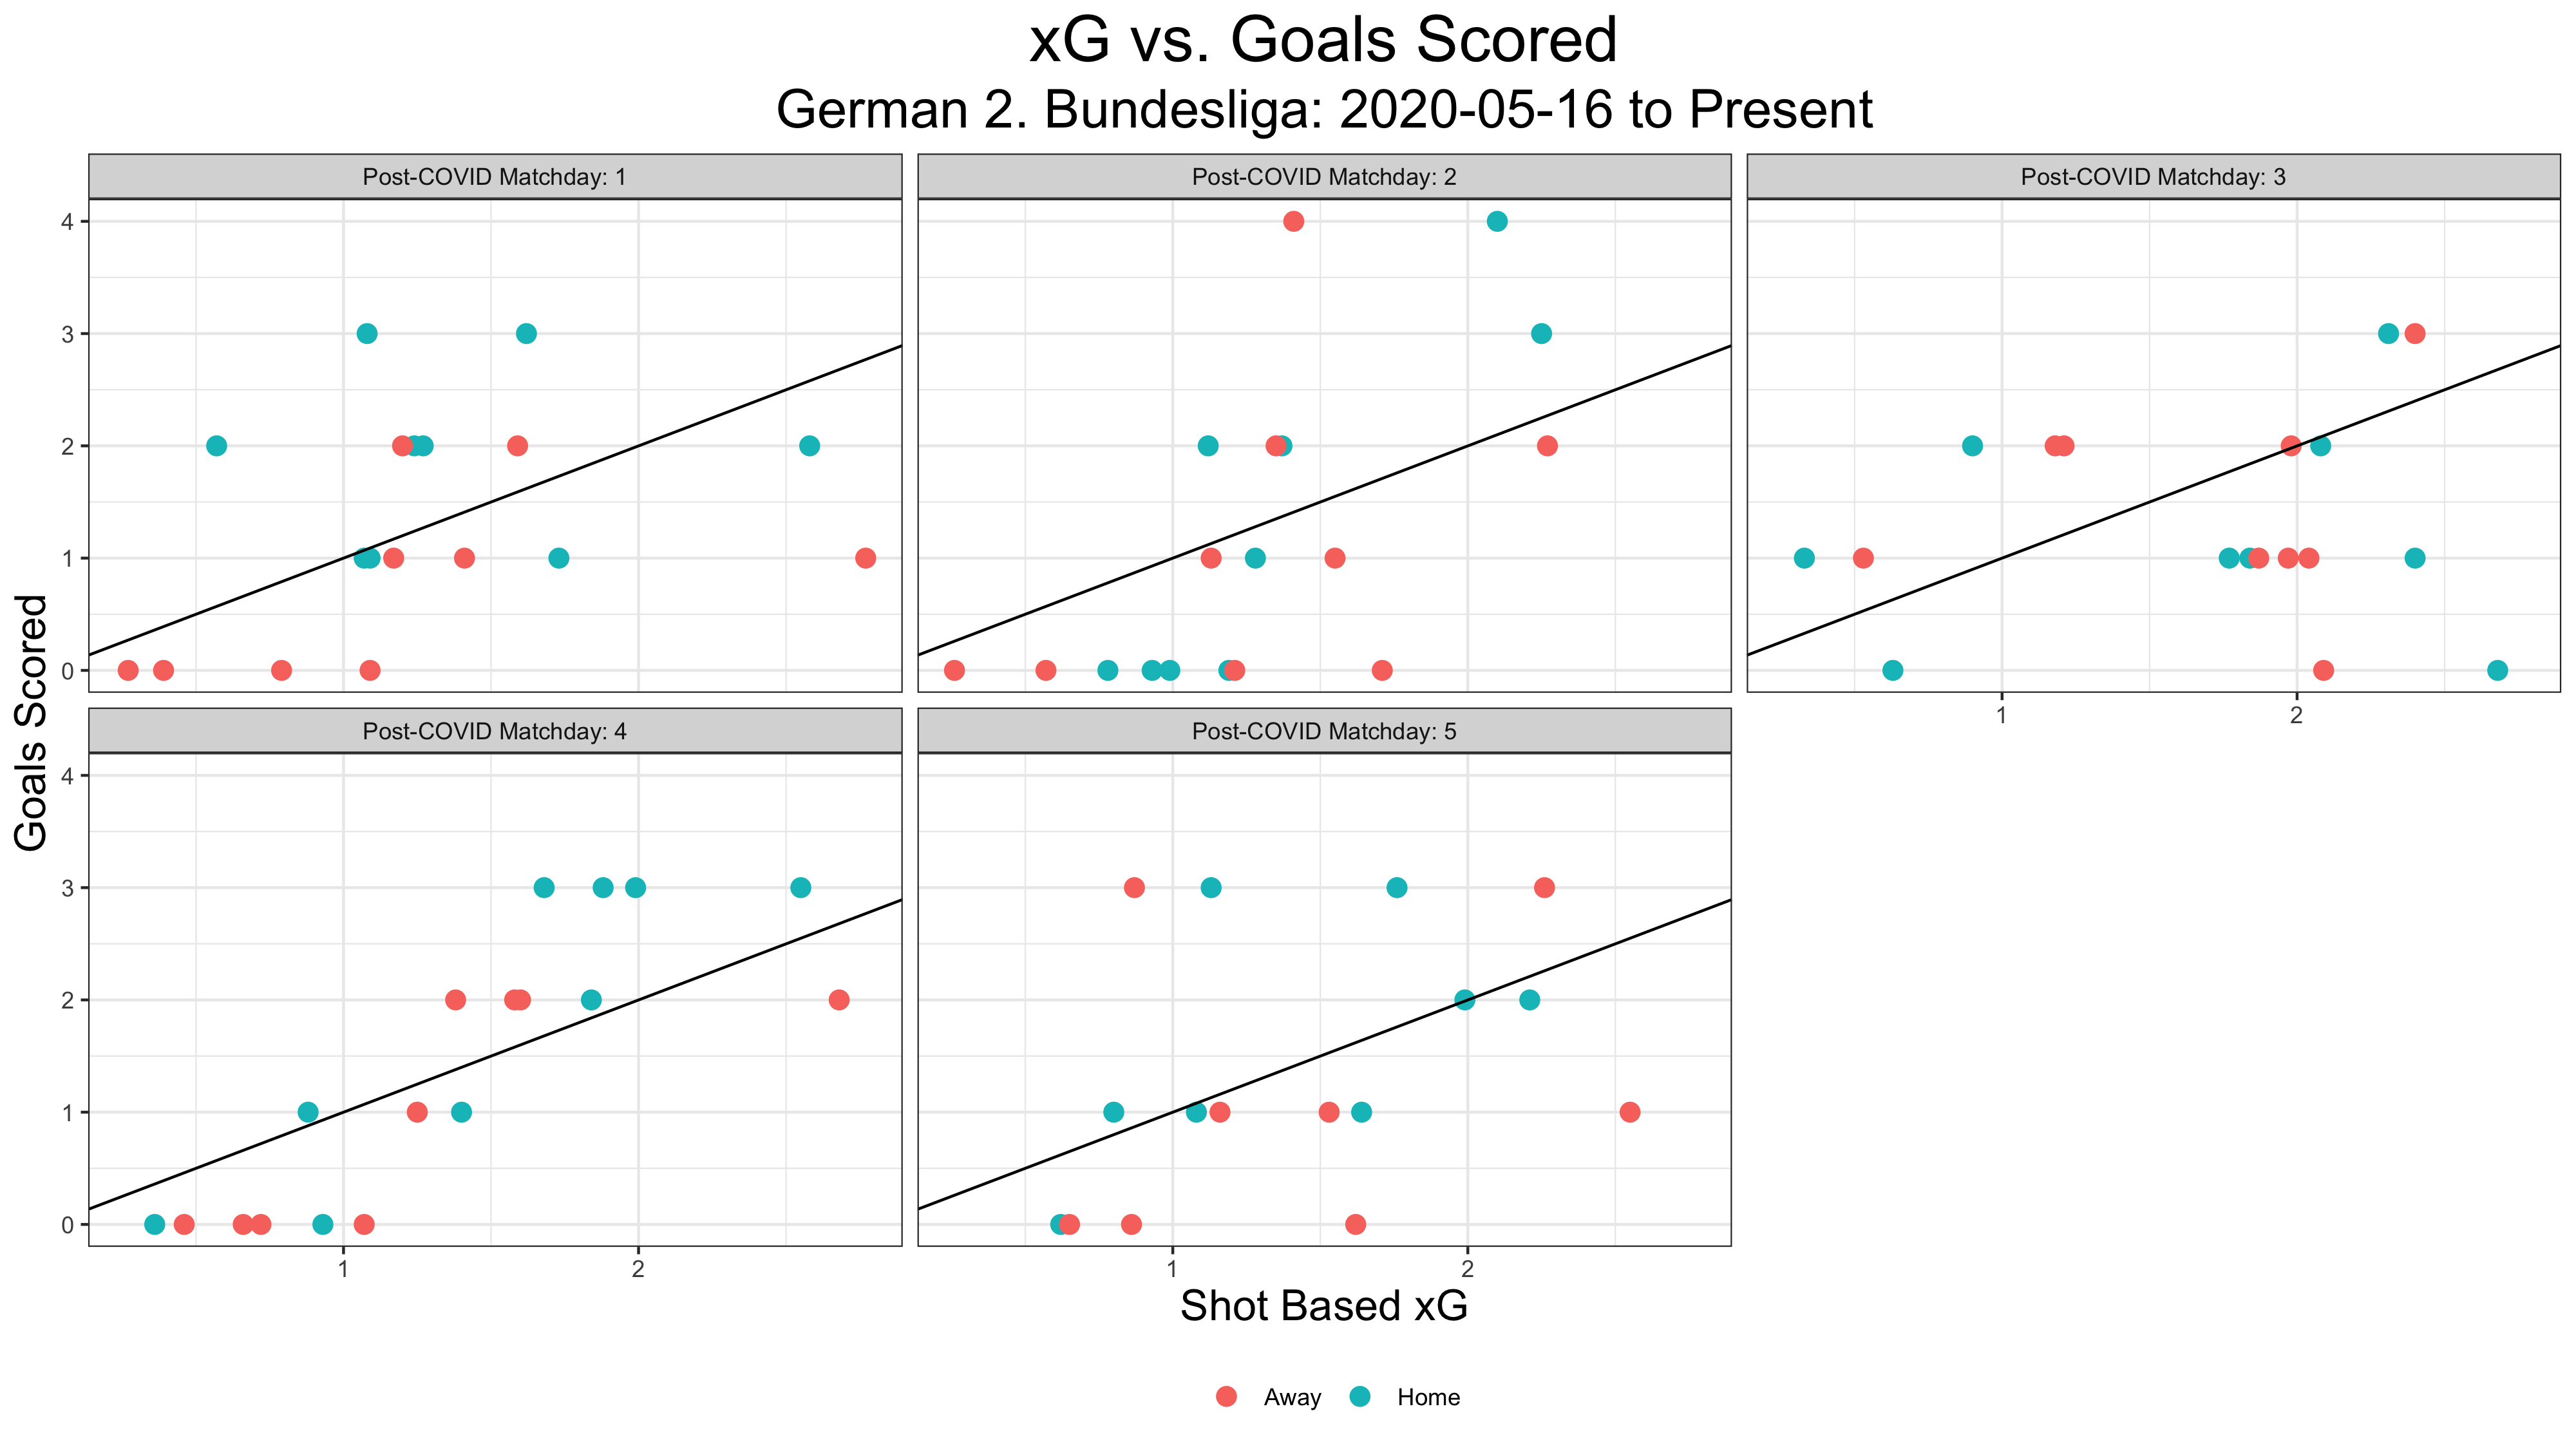 xG vs. Goals Scored
German 2. Bundesliga: 2020-05-16 to Present
Post-COVID Matchday: 1
Post-COVID Matchday: 2
Post-COVID Matchday: 3
4
3
2
1
0
1
2
Post-COVID Matchday: 4
Post-COVID Matchday: 5
4
3
2
1
0
1
2
1
2
Goals Scored
Shot Based xG
Away
Home